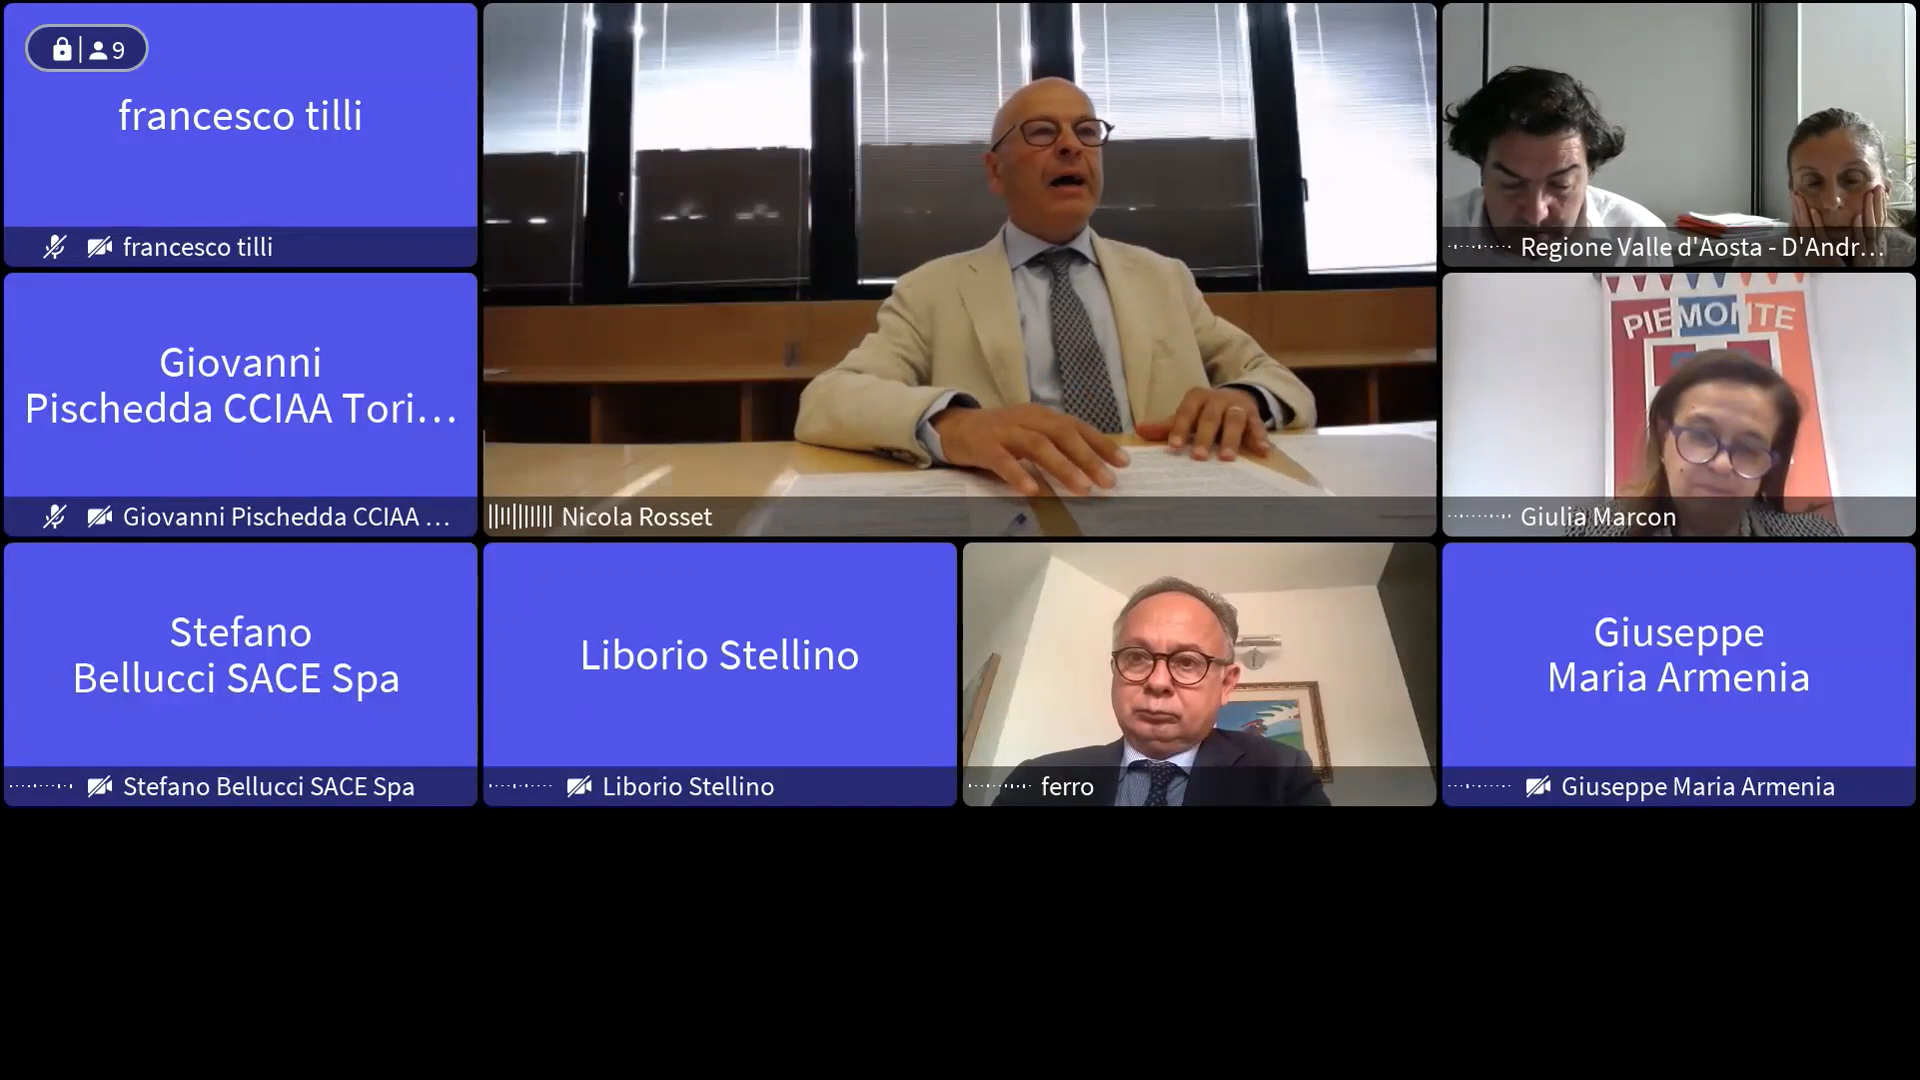 9
francesco tilli
francesco tilli
Giovanni
Pischedda CCIAA Tori...
Giovanni Pischedda CCIAA ...
Nicola Rosset
Regione Valle d'Aosta - D'Andr...
PIEMONTE
Giulia Marcon
Stefano
Bellucci SACE Spa
Stefano Bellucci SACE Spa
Liborio Stellino
Liborio Stellino
ferro
Giuseppe
Maria Armenia
Giuseppe Maria Armenia